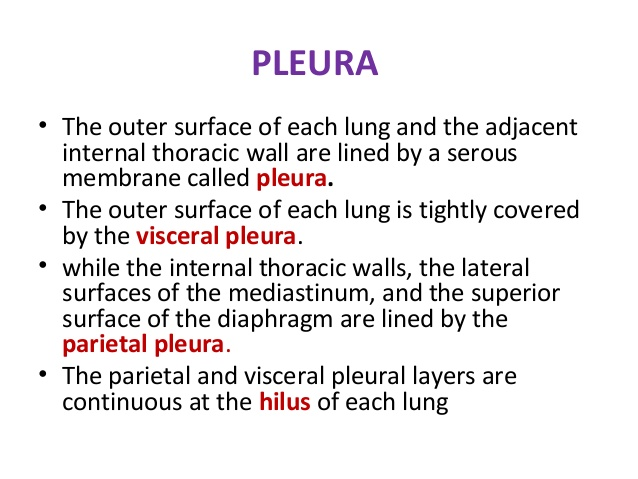 PLEURA
• The outer surface of each lung and the adjacent
internal thoracic wall are lined by a serous
membrane called pleura.
• The outer surface of each lung is tightly covered
by the visceral pleura.
• while the internal thoracic walls, the lateral
surfaces of the mediastinum, and the superior
surface of the diaphragm are lined by the
parietal pleura.
• The parietal and visceral pleural layers are
continuous at the hilus of each lung